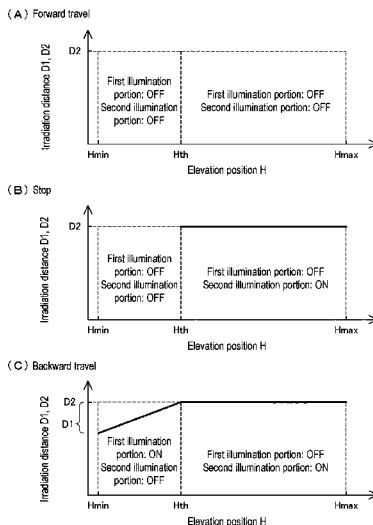 (A) Forward travel
Irradiation distance D1, D2
D2
First illumination
portion: OFF
Second illumination
portion: OFF
First illumination portion: OFF
Second illumination portion: OFF
Hmin
Hth
Hmax
Elevation position H
(B) Stop
Irradiation distance D1, D2
D2
First illumination
portion: OFF
Second illumination
portion: OFF
First illumination portion: OFF
Second illumination portion: ON
Hmin
Hth
Hmax
Elevation position H
(C) Backward travel
Irradiation distance D1, D2
D2
D1
First illumination
portion: ON
Second illumination
portion: OFF
First illumination portion: OFF
Second illumination portion: ON
Hmin
Hth
Hmax
Elevation position H